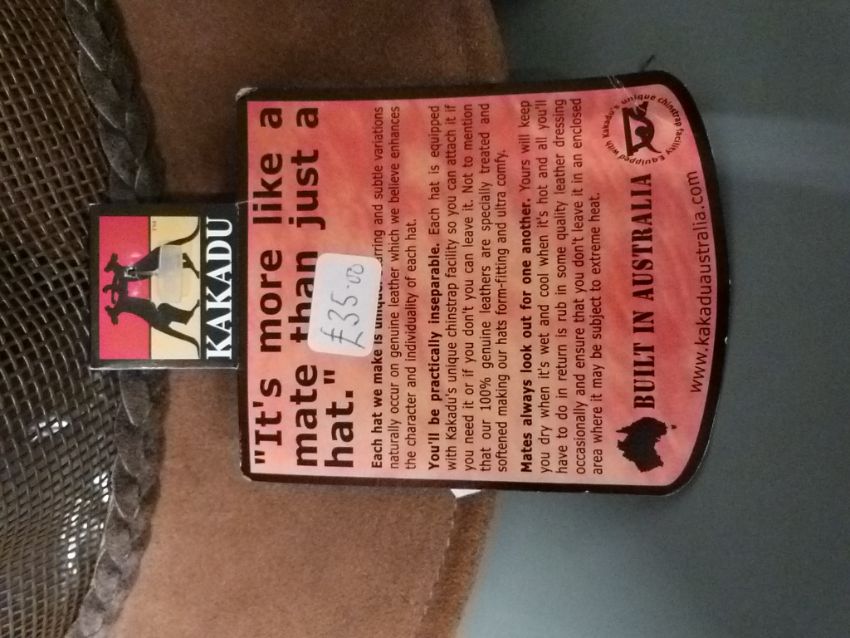 KAKADU
TM
"It's more like a
mate than just a
hat."
£35.00
Each hat we make is unique. and subtle variations
naturally occur on genuine leather which we believe enhances
the character and individuality of each hat.
You'll be practically inseparable. Each hat is equipped
with Kakadu's unique chinstrap facility so you can attach it if
you need it or if you don't you can leave it. Not to mention
that our 100% genuine leathers are specially treated and
softened making our hats form-fitting and ultra comfy.
Mates always look out for one another. Yours will keep
you dry when it's wet and cool when it's hot and all you'll
have to do in return is rub in some quality leather dressing
occasionally and ensure that you don't leave it in an enclosed
area where it may be subject to extreme heat.
BUILT IN AUSTRALIA
Equipped with Kakadu's unique chinstrap facility
www.kakaduaustralia.com